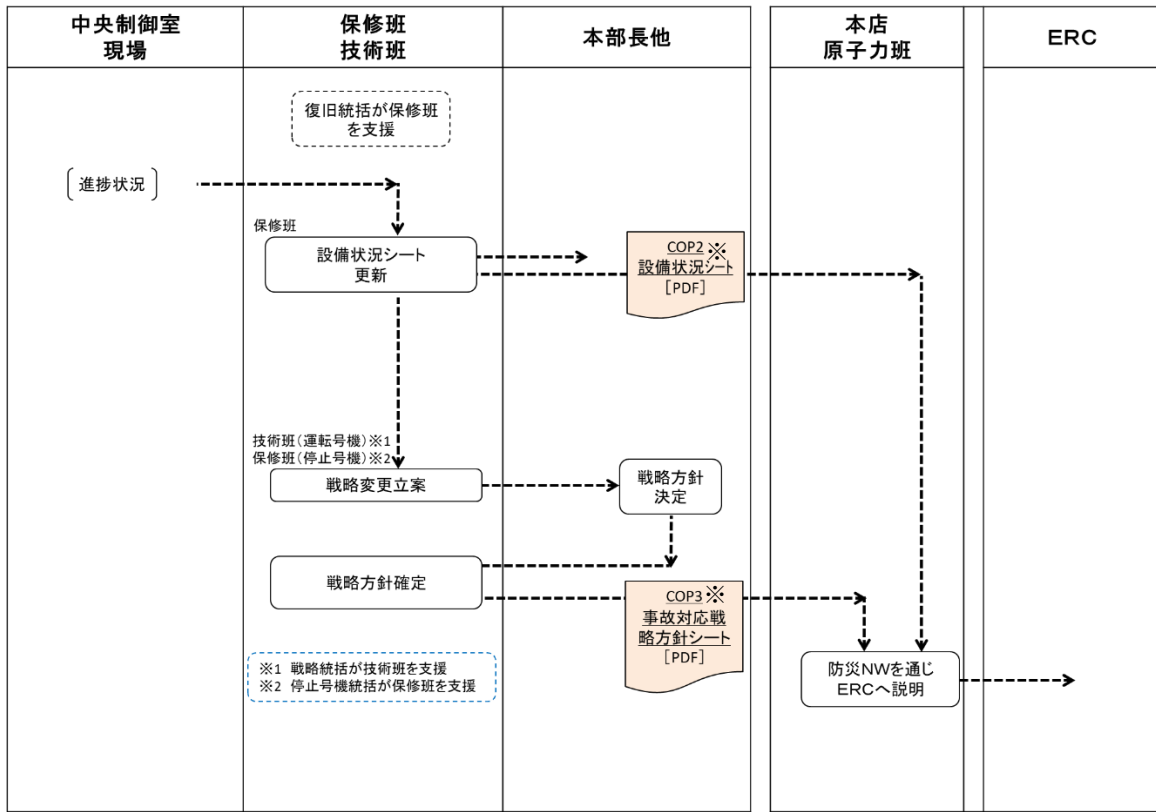 中央制御室
現場
保修班
技術班
本部長他
本店
原子力班
ERC
復旧統括が保修班
を支援
進捗状況
保修班
設備状況シート
更新
COP2※
設備状況シート
［PDF］
技術班（運転号機）※1
保修班（停止号機）※2
戦略変更立案
戦略方針
決定
戦略方針確定
COP3※
事故対応戦
略方針シート
［PDF］
※1 戦略統括が技術班を支援
※2 停止号機統括が保修班を支援
防災NWを通じ
ERCへ説明